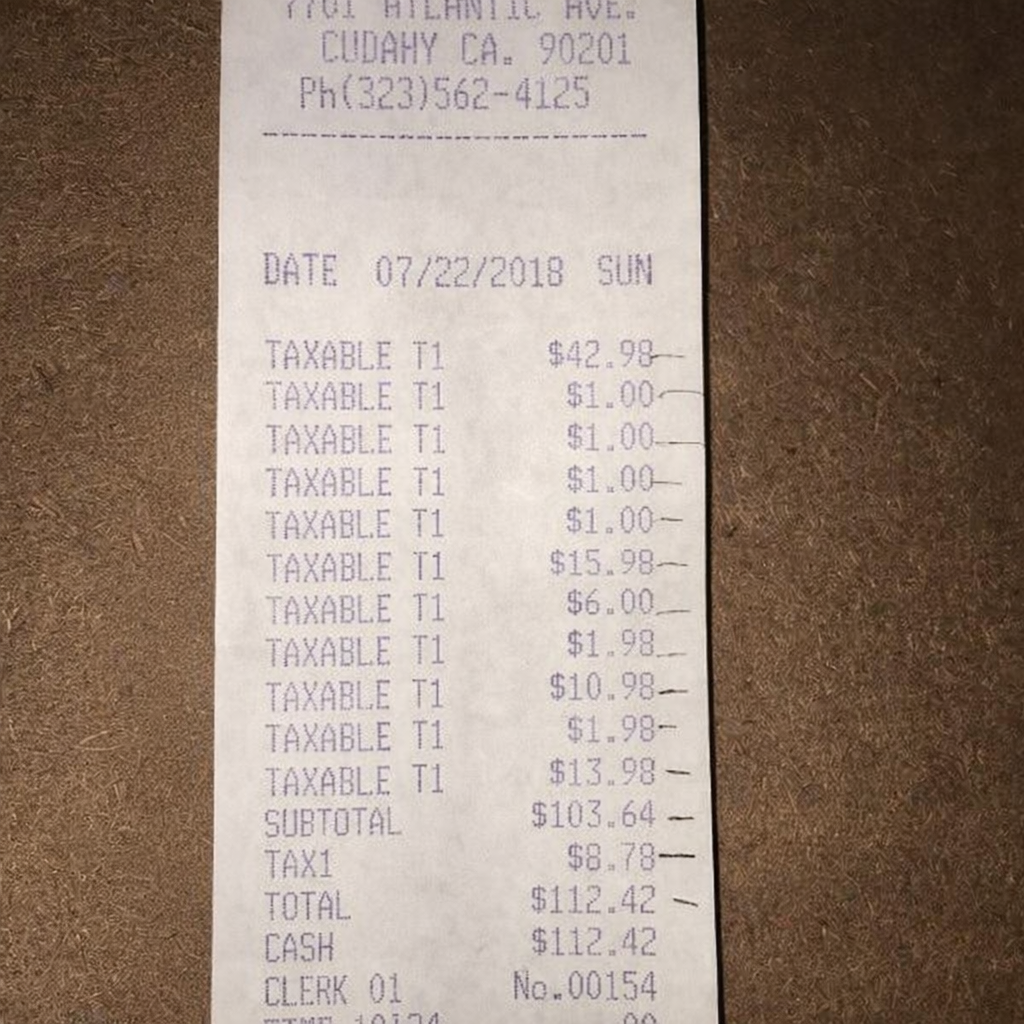 7701 ATLANTIC AVE.
CUDAHY CA. 90201
Ph(323)562-4125
DATE 07/22/2018 SUN
TAXABLE T1 $42.98
TAXABLE T1 $1.00
TAXABLE T1 $1.00
TAXABLE T1 $1.00
TAXABLE T1 $1.00
TAXABLE T1 $15.98
TAXABLE T1 $6.00
TAXABLE T1 $1.98
TAXABLE T1 $10.98
TAXABLE T1 $1.98
TAXABLE T1 $13.98
SUBTOTAL $103.64
TAX1 $8.78
TOTAL $112.42
CASH $112.42
CLERK 01 No.00154